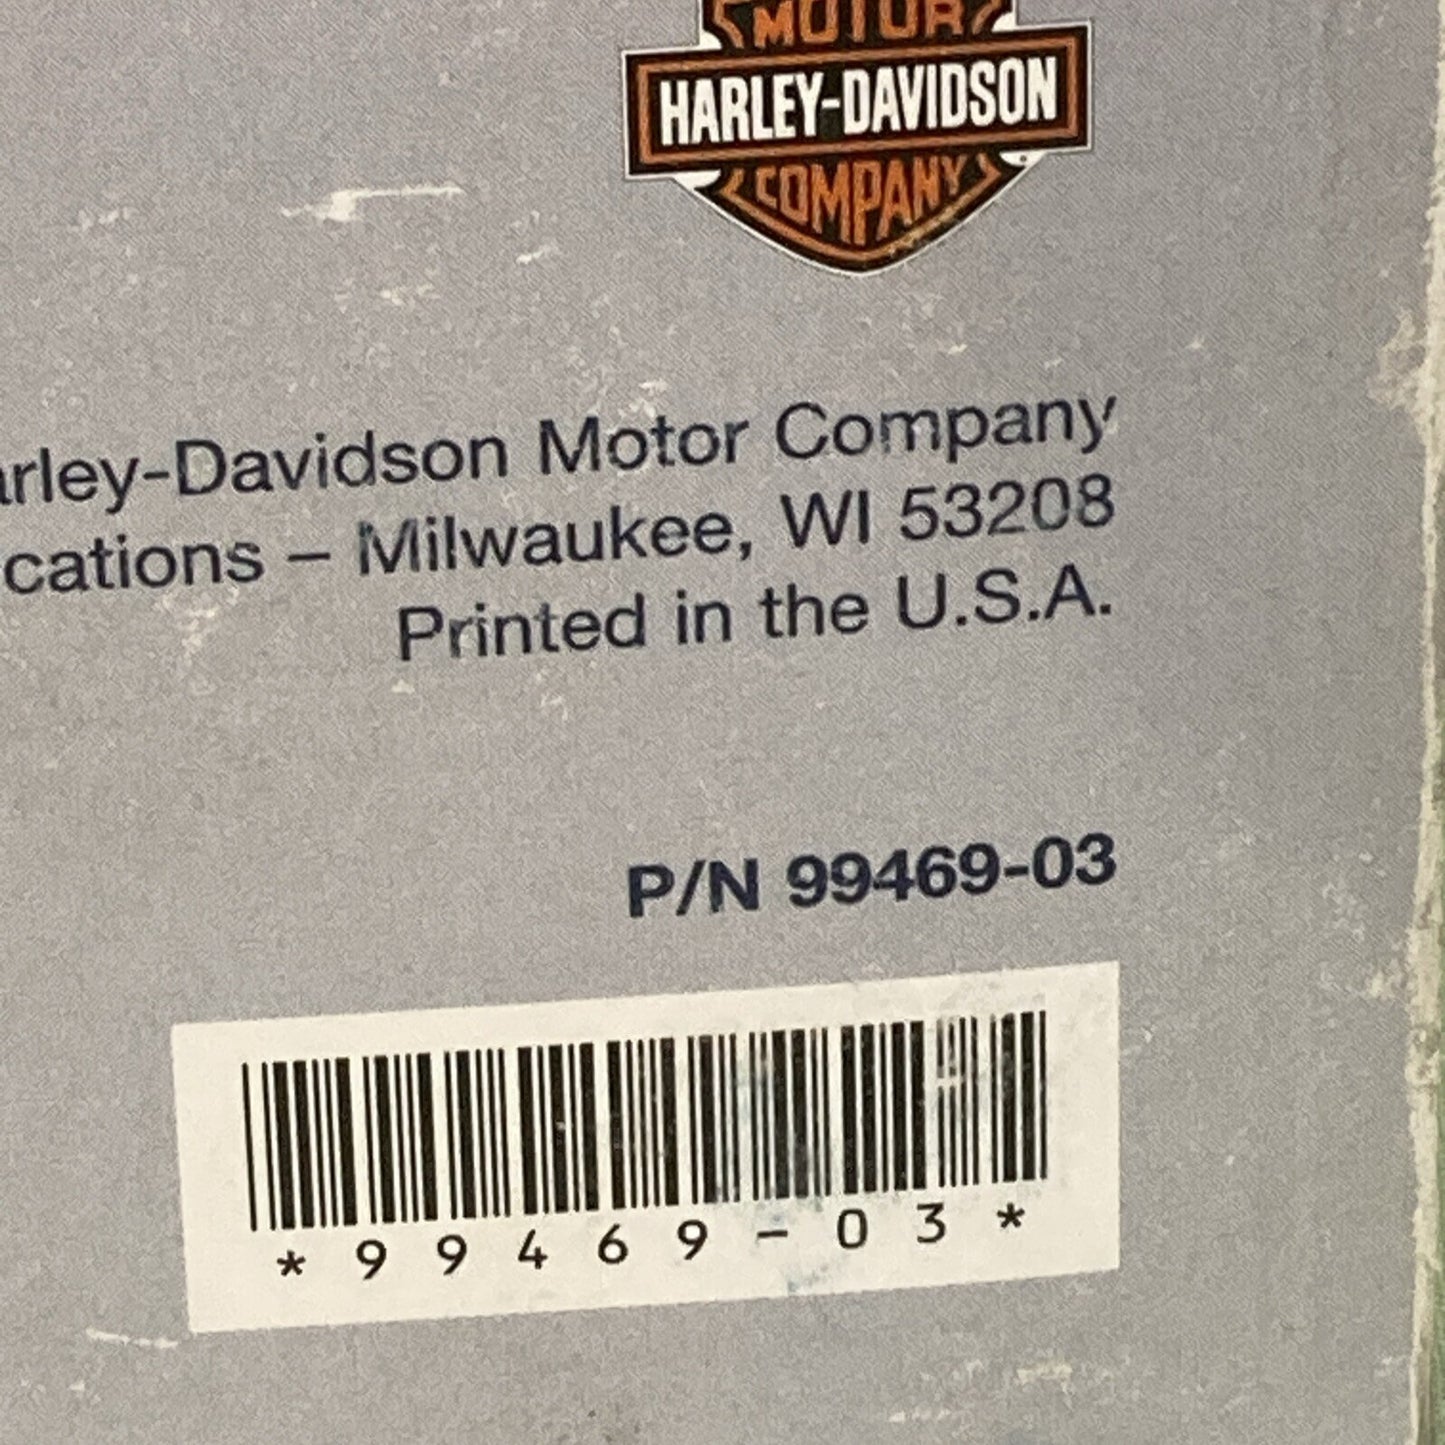 MOTOR
HARLEY-DAVIDSON
COMPANY
arley-Davidson Motor Company
cations – Milwaukee, WI 53208
Printed in the U.S.A.
P/N 99469-03
*99469-03*